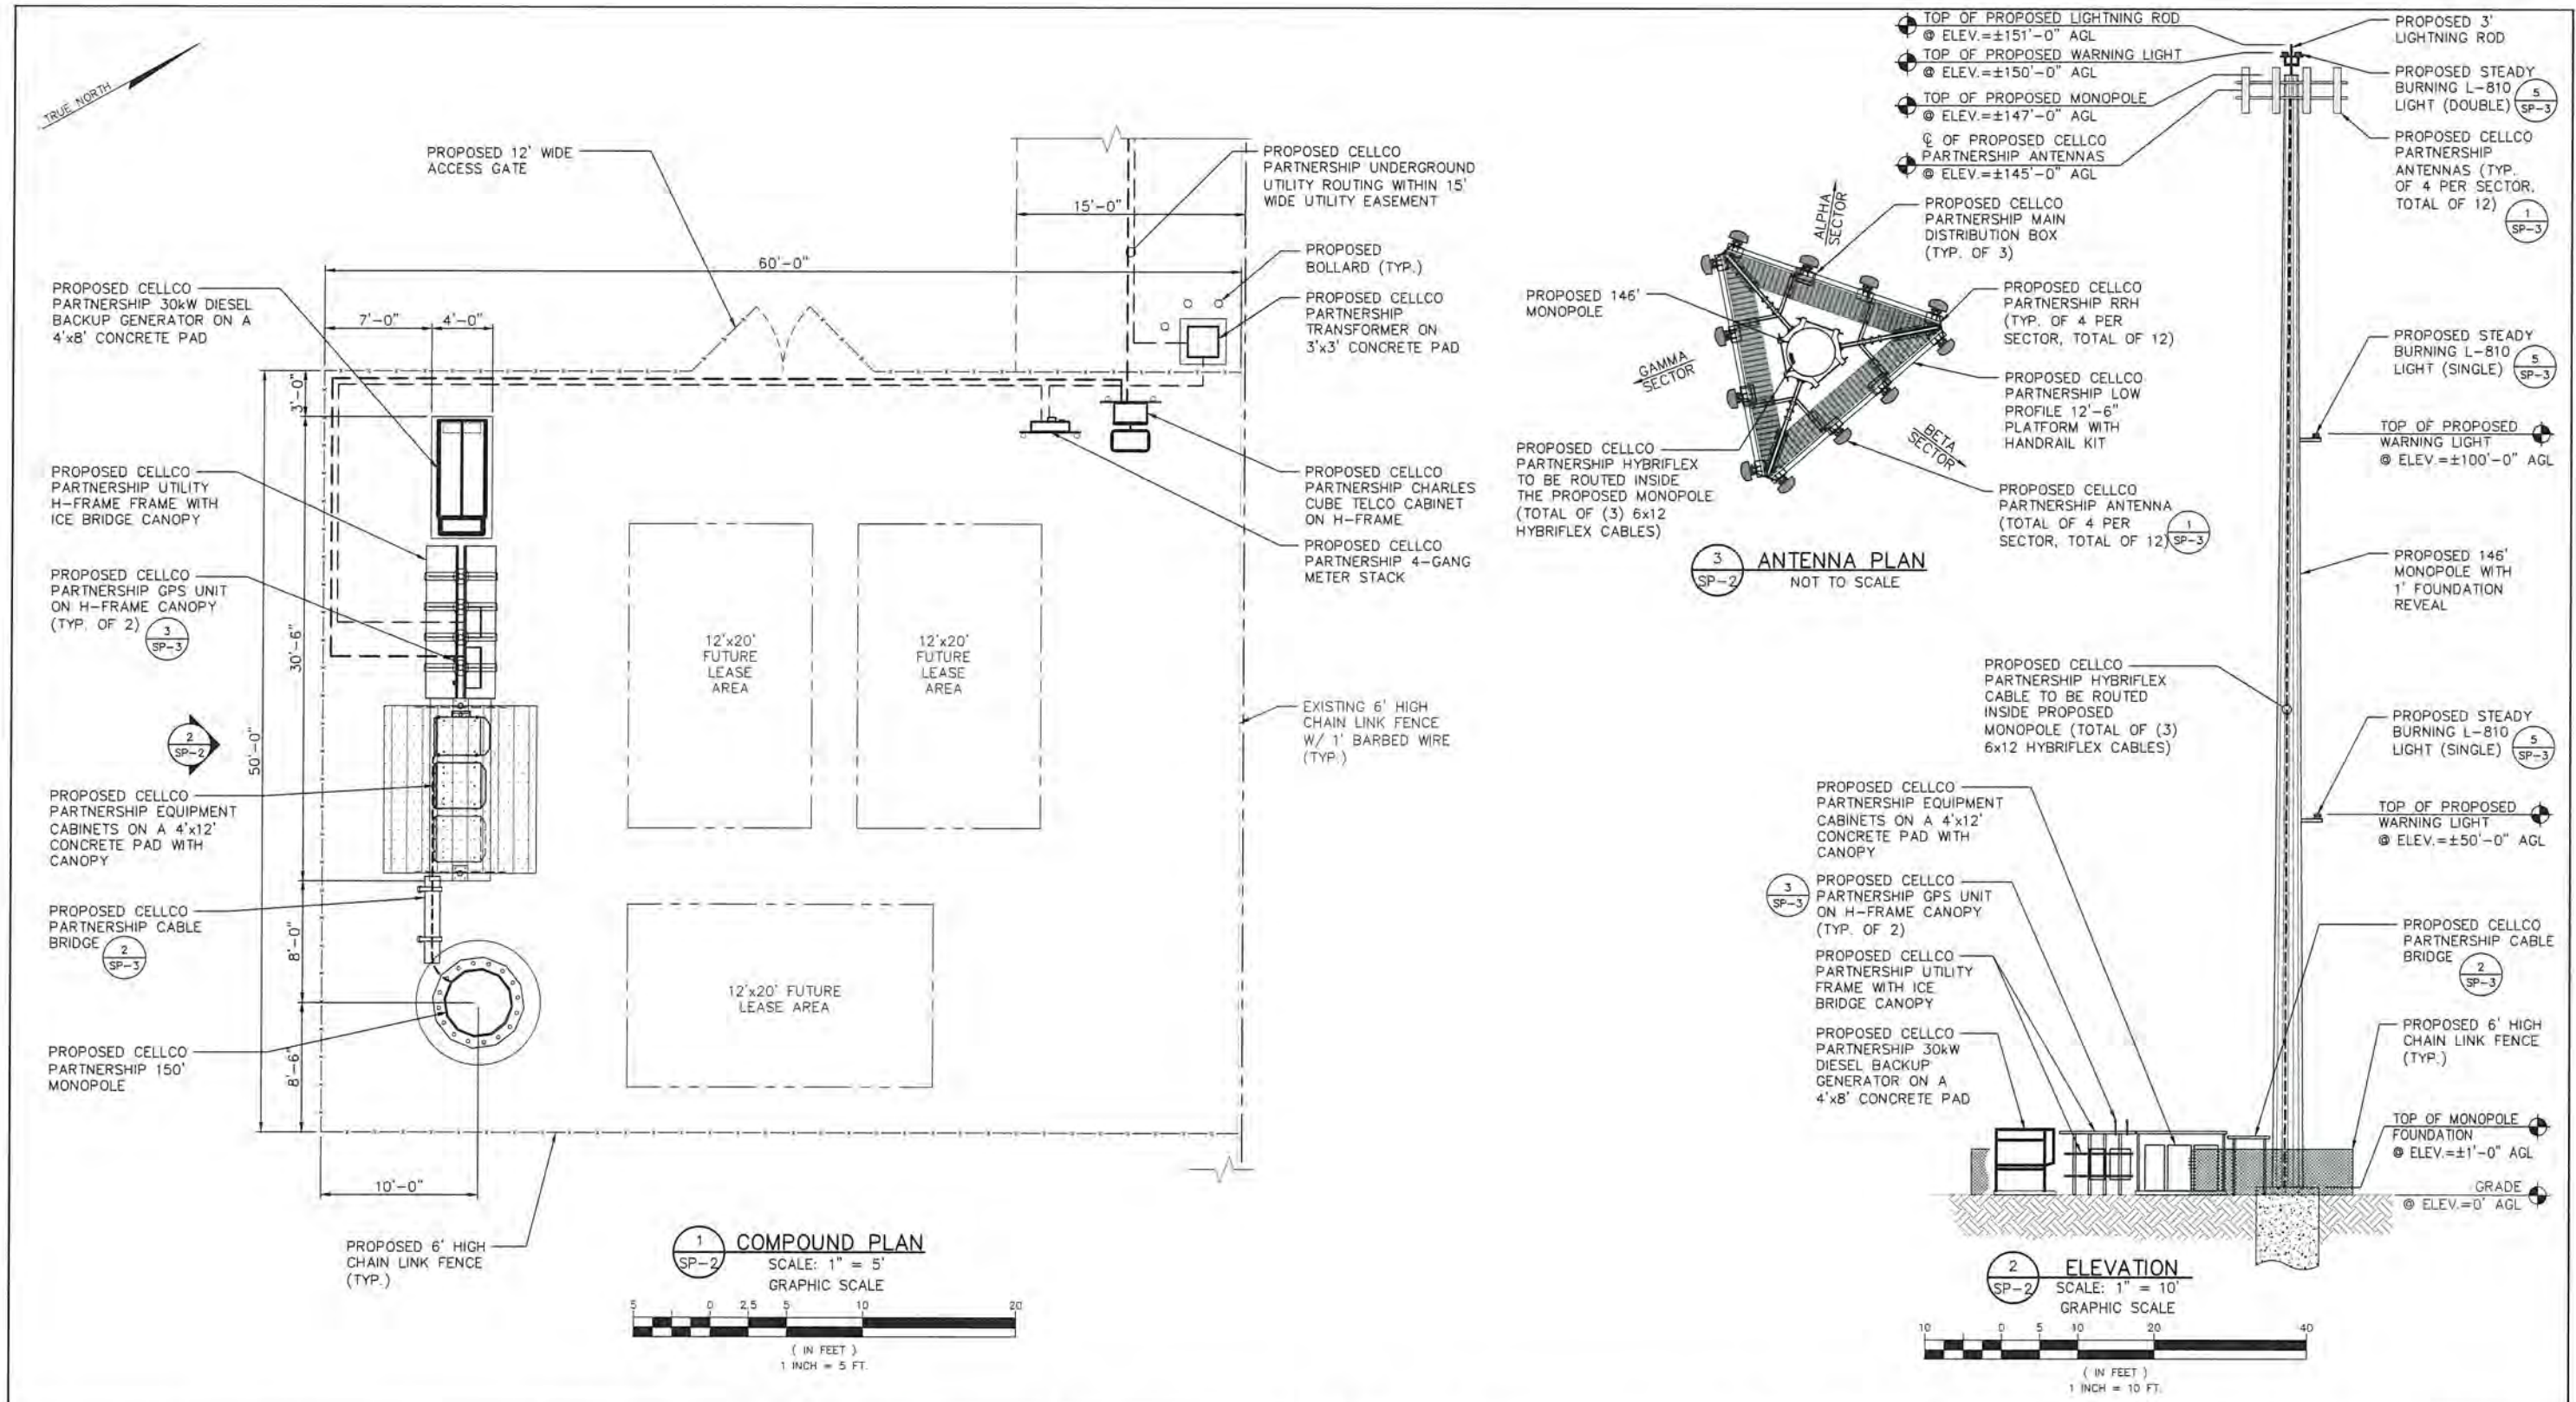 TRUE NORTH
PROPOSED 12' WIDE
ACCESS GATE
PROPOSED CELLCO
PARTNERSHIP UNDERGROUND
UTILITY ROUTING WITHIN 15'
WIDE UTILITY EASEMENT
15'-0"
60'-0"
PROPOSED
BOLLARD (TYP.)
PROPOSED CELLCO
PARTNERSHIP
TRANSFORMER ON
3'x3' CONCRETE PAD
PROPOSED CELLCO
PARTNERSHIP 30kW DIESEL
BACKUP GENERATOR ON A
4'x8' CONCRETE PAD
7'-0"
4'-0"
3'-0"
PROPOSED CELLCO
PARTNERSHIP UTILITY
H-FRAME FRAME WITH
ICE BRIDGE CANOPY
PROPOSED CELLCO
PARTNERSHIP GPS UNIT
ON H-FRAME CANOPY
(TYP. OF 2)
3
SP-3
30'-6"
50'-0"
2
SP-2
PROPOSED CELLCO
PARTNERSHIP EQUIPMENT
CABINETS ON A 4'x12'
CONCRETE PAD WITH
CANOPY
PROPOSED CELLCO
PARTNERSHIP CABLE
BRIDGE
2
SP-3
8'-0"
8'-6"
PROPOSED CELLCO
PARTNERSHIP 150'
MONOPOLE
10'-0"
PROPOSED 6' HIGH
CHAIN LINK FENCE
(TYP.)
12'x20'
FUTURE
LEASE
AREA
12'x20'
FUTURE
LEASE
AREA
12'x20' FUTURE
LEASE AREA
PROPOSED CELLCO
PARTNERSHIP CHARLES
CUBE TELCO CABINET
ON H-FRAME
PROPOSED CELLCO
PARTNERSHIP 4-GANG
METER STACK
EXISTING 6' HIGH
CHAIN LINK FENCE
W/ 1' BARBED WIRE
(TYP.)
1
SP-2
COMPOUND PLAN
SCALE: 1" = 5'
GRAPHIC SCALE
5 0 2.5 5 10 20
( IN FEET )
1 INCH = 5 FT.
PROPOSED 146'
MONOPOLE
ALPHA
SECTOR
GAMMA
SECTOR
BETA
SECTOR
PROPOSED CELLCO
PARTNERSHIP MAIN
DISTRIBUTION BOX
(TYP. OF 3)
PROPOSED CELLCO
PARTNERSHIP RRH
(TYP. OF 4 PER
SECTOR, TOTAL OF 12)
PROPOSED CELLCO
PARTNERSHIP LOW
PROFILE 12'-6"
PLATFORM WITH
HANDRAIL KIT
PROPOSED CELLCO
PARTNERSHIP HYBRIFLEX
TO BE ROUTED INSIDE
THE PROPOSED MONOPOLE
(TOTAL OF (3) 6x12
HYBRIFLEX CABLES)
PROPOSED CELLCO
PARTNERSHIP ANTENNA
(TOTAL OF 4 PER
SECTOR, TOTAL OF 12)
1
SP-3
3
SP-2
ANTENNA PLAN
NOT TO SCALE
TOP OF PROPOSED LIGHTNING ROD
@ ELEV.=±151'-0" AGL
TOP OF PROPOSED WARNING LIGHT
@ ELEV.=±150'-0" AGL
TOP OF PROPOSED MONOPOLE
@ ELEV.=±147'-0" AGL
℄ OF PROPOSED CELLCO
PARTNERSHIP ANTENNAS
@ ELEV.=±145'-0" AGL
PROPOSED 3'
LIGHTNING ROD
PROPOSED STEADY
BURNING L-810
LIGHT (DOUBLE)
5
SP-3
PROPOSED CELLCO
PARTNERSHIP
ANTENNAS (TYP.
OF 4 PER SECTOR,
TOTAL OF 12)
1
SP-3
PROPOSED STEADY
BURNING L-810
LIGHT (SINGLE)
5
SP-3
TOP OF PROPOSED
WARNING LIGHT
@ ELEV.=±100'-0" AGL
PROPOSED 146'
MONOPOLE WITH
1' FOUNDATION
REVEAL
PROPOSED CELLCO
PARTNERSHIP HYBRIFLEX
CABLE TO BE ROUTED
INSIDE PROPOSED
MONOPOLE (TOTAL OF (3)
6x12 HYBRIFLEX CABLES)
PROPOSED STEADY
BURNING L-810
LIGHT (SINGLE)
5
SP-3
TOP OF PROPOSED
WARNING LIGHT
@ ELEV.=±50'-0" AGL
PROPOSED CELLCO
PARTNERSHIP EQUIPMENT
CABINETS ON A 4'x12'
CONCRETE PAD WITH
CANOPY
3
SP-3
PROPOSED CELLCO
PARTNERSHIP GPS UNIT
ON H-FRAME CANOPY
(TYP. OF 2)
PROPOSED CELLCO
PARTNERSHIP UTILITY
FRAME WITH ICE
BRIDGE CANOPY
PROPOSED CELLCO
PARTNERSHIP 30kW
DIESEL BACKUP
GENERATOR ON A
4'x8' CONCRETE PAD
PROPOSED CELLCO
PARTNERSHIP CABLE
BRIDGE
2
SP-3
PROPOSED 6' HIGH
CHAIN LINK FENCE
(TYP.)
TOP OF MONOPOLE
FOUNDATION
@ ELEV.=±1'-0" AGL
GRADE
@ ELEV.=0' AGL
2
SP-2
ELEVATION
SCALE: 1" = 10'
GRAPHIC SCALE
10 0 5 10 20 40
( IN FEET )
1 INCH = 10 FT.